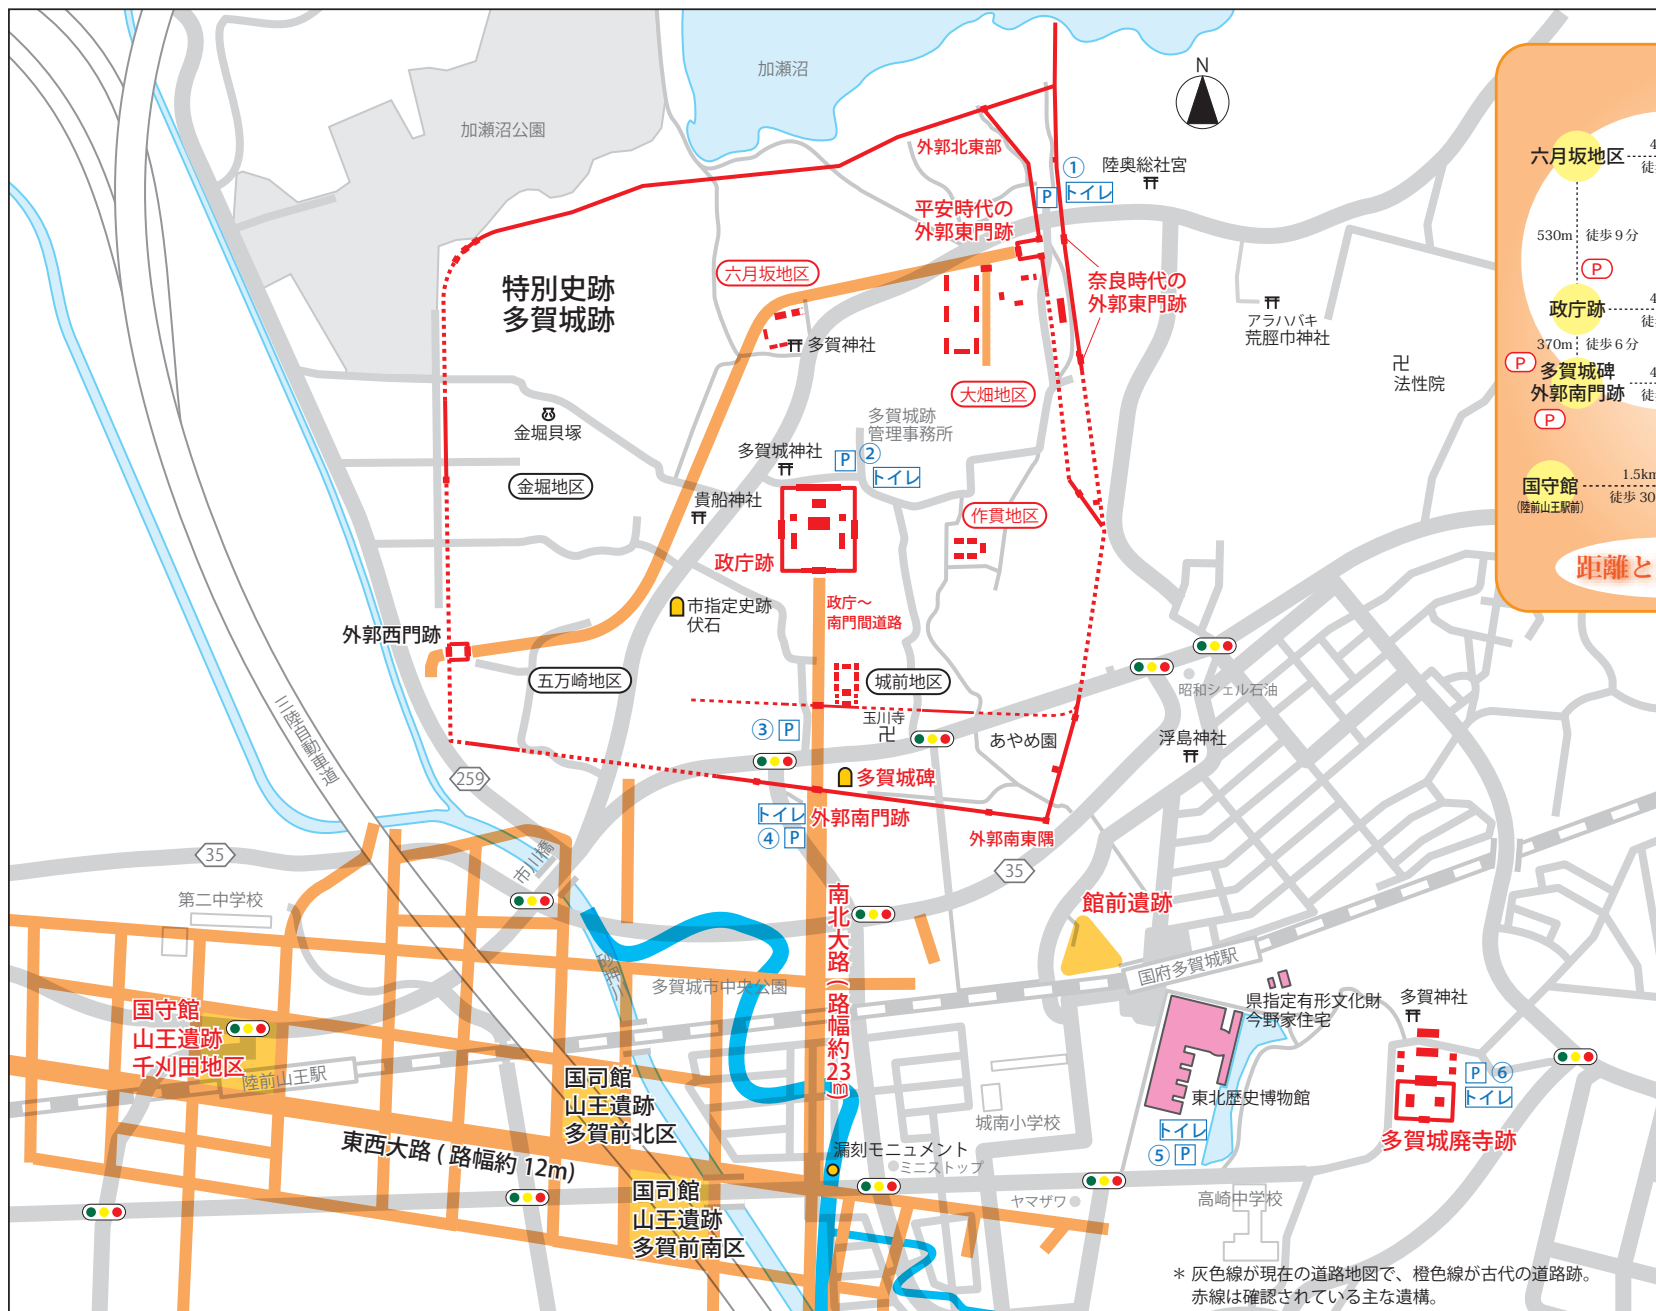 加瀬沼
加瀬沼公園
N
外郭北東部
①
陸奥総社宮
P
トイレ
平安時代の
外郭東門跡
六月坂地区
特別史跡
多賀城跡
奈良時代の
外郭東門跡
アラハバキ
荒脛巾神社
多賀神社
卍
法性院
大畑地区
金堀貝塚
多賀城跡
管理事務所
多賀城神社
P
②
トイレ
金堀地区
貴船神社
作貫地区
政庁跡
市指定史跡
伏石
政庁〜
南門間道路
外郭西門跡
五万崎地区
城前地区
昭和シェル石油
玉川寺
卍
③
P
あやめ園
浮島神社
三陸自動車道
259
多賀城碑
トイレ
外郭南門跡
④
P
外郭南東隅
35
市川橋
35
第二中学校
館前遺跡
南北大路(路幅約23m)
国府多賀城駅
多賀城市中央公園
県指定有形文化財
今野家住宅
多賀神社
国守館
山王遺跡
千刈田地区
陸前山王駅
国司館
山王遺跡
多賀前北区
P
⑥
トイレ
東北歴史博物館
城南小学校
多賀城廃寺跡
トイレ
⑤
P
東西大路 ( 路幅約 12m)
漏刻モニュメント
ミニストップ
国司館
山王遺跡
多賀前南区
ヤマザワ
高崎中学校
六月坂地区
4
徒
530m
徒歩 9 分
P
政庁跡
4
徒
370m
徒歩 6 分
P
多賀城碑
外郭南門跡
4
徒
P
国守館
(陸前山王駅前)
1.5km
徒歩 30
距離と
＊ 灰色線が現在の道路地図で、橙色線が古代の道路跡。
赤線は確認されている主な遺構。